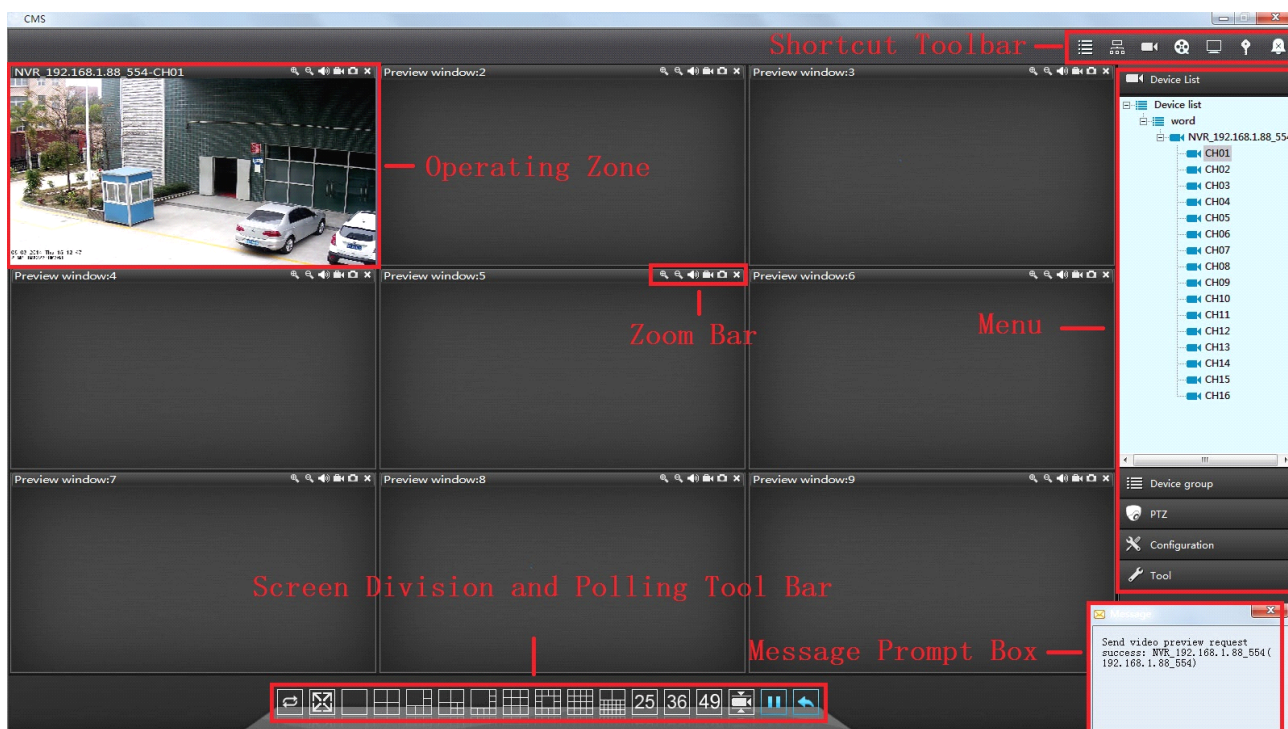 CMS
Shortcut Toolbar
NVR_192.168.1.88_554-CH01
Preview window:2
Preview window:3
Device List
Device list
word
NVR_192.168.1.88_554
CH01
CH02
CH03
CH04
CH05
CH06
CH07
CH08
CH09
CH10
CH11
CH12
CH13
CH14
CH15
CH16
Operating Zone
Preview window:4
Preview window:5
Preview window:6
Zoom Bar
Menu
Preview window:7
Preview window:8
Preview window:9
Device group
PTZ
Configuration
Tool
Screen Division and Polling Tool Bar
Message Prompt Box
Message
Send video preview request
success: NVR_192.168.1.88_554(
192.168.1.88_554)
25 36 49